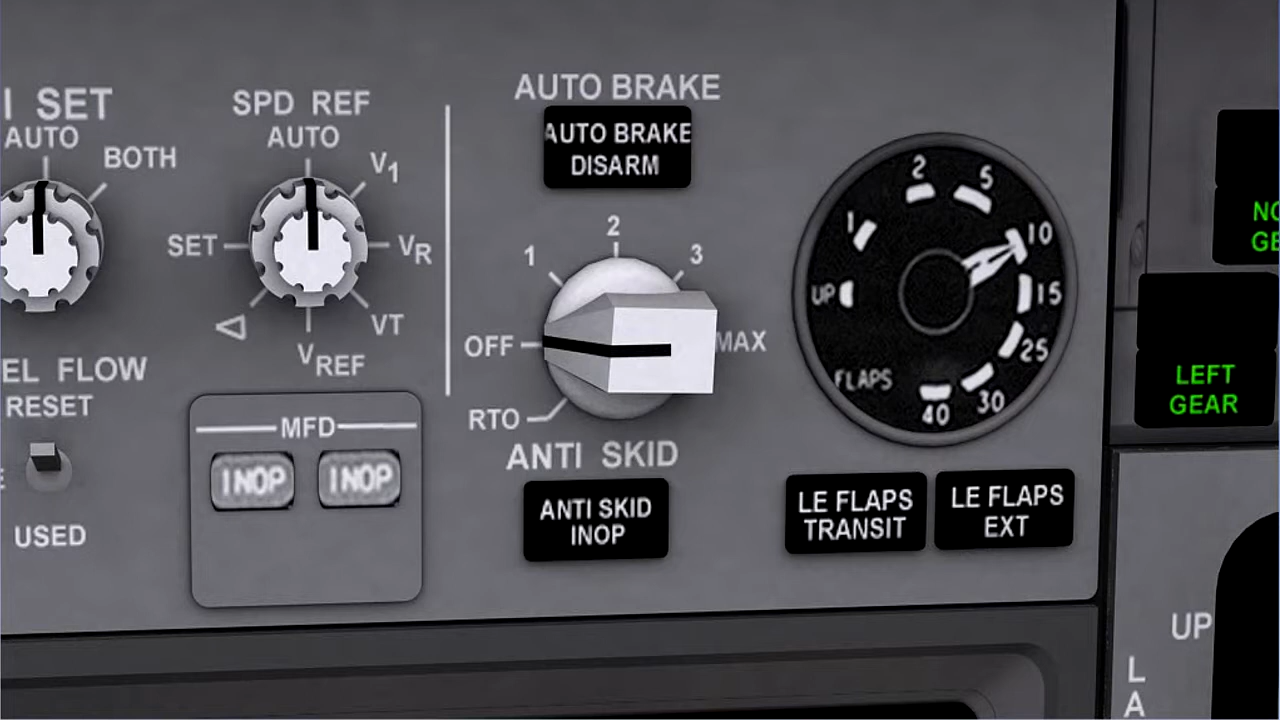 I SET
AUTO
BOTH
SPD REF
AUTO
V1
VR
VT
VREF
SET
EL FLOW
RESET
USED
MFD
INOP
INOP
AUTO BRAKE
AUTO BRAKE
DISARM
1
2
3
OFF
MAX
RTO
ANTI SKID
ANTI SKID
INOP
UP
1
2
5
10
15
25
30
40
FLAPS
LE FLAPS
TRANSIT
LE FLAPS
EXT
LEFT
GEAR
UP
L
A